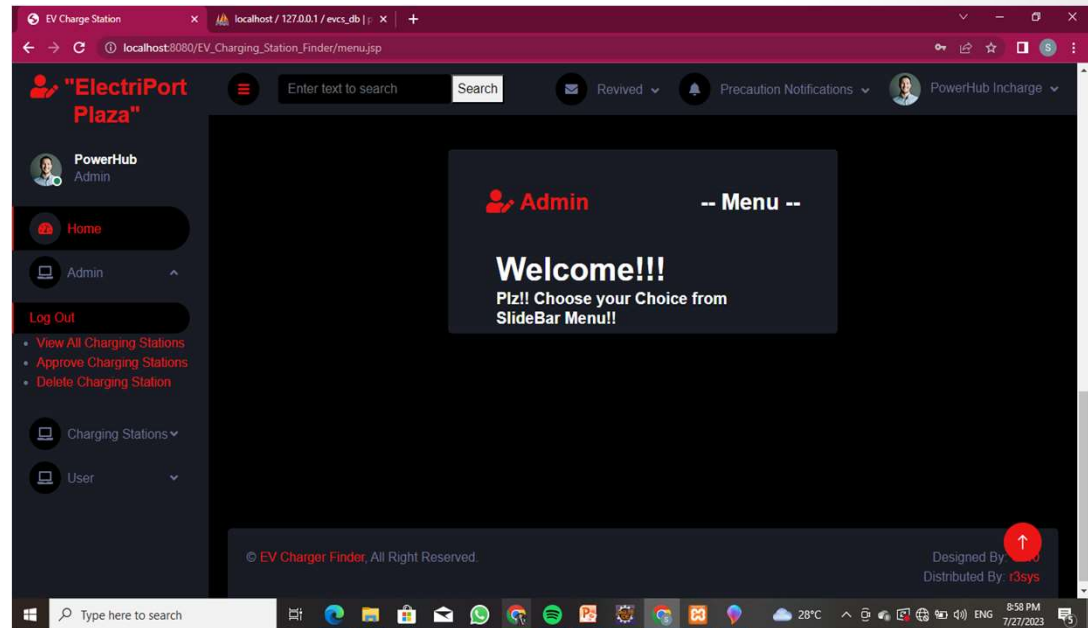 EV Charge Station
localhost / 127.0.0.1 / evcs_db | p
localhost:8080/EV_Charging_Station_Finder/menu.jsp
S
"ElectriPort
Plaza"
Enter text to search
Search
Revived
Precaution Notifications
PowerHub Incharge
PowerHub
Admin
Home
Admin
Log Out
View All Charging Stations
Approve Charging Stations
Delete Charging Station
Charging Stations
User
Admin
-- Menu --
Welcome!!!
Plz!! Choose your Choice from
SlideBar Menu!!
© EV Charger Finder, All Right Reserved.
Designed By:
Distributed By: r3sys
Type here to search
28°C
ENG
8:58 PM
7/27/2023